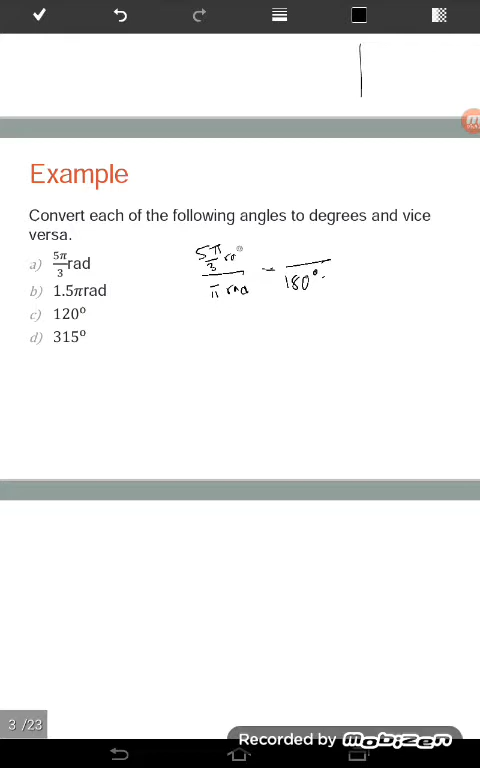 Example
Convert each of the following angles to degrees and vice
versa.
a) 5π/3 rad
b) 1.5πrad
c) 120°
d) 315°
5π/3 / π rad = / 180°
3 /23
Recorded by mobizen